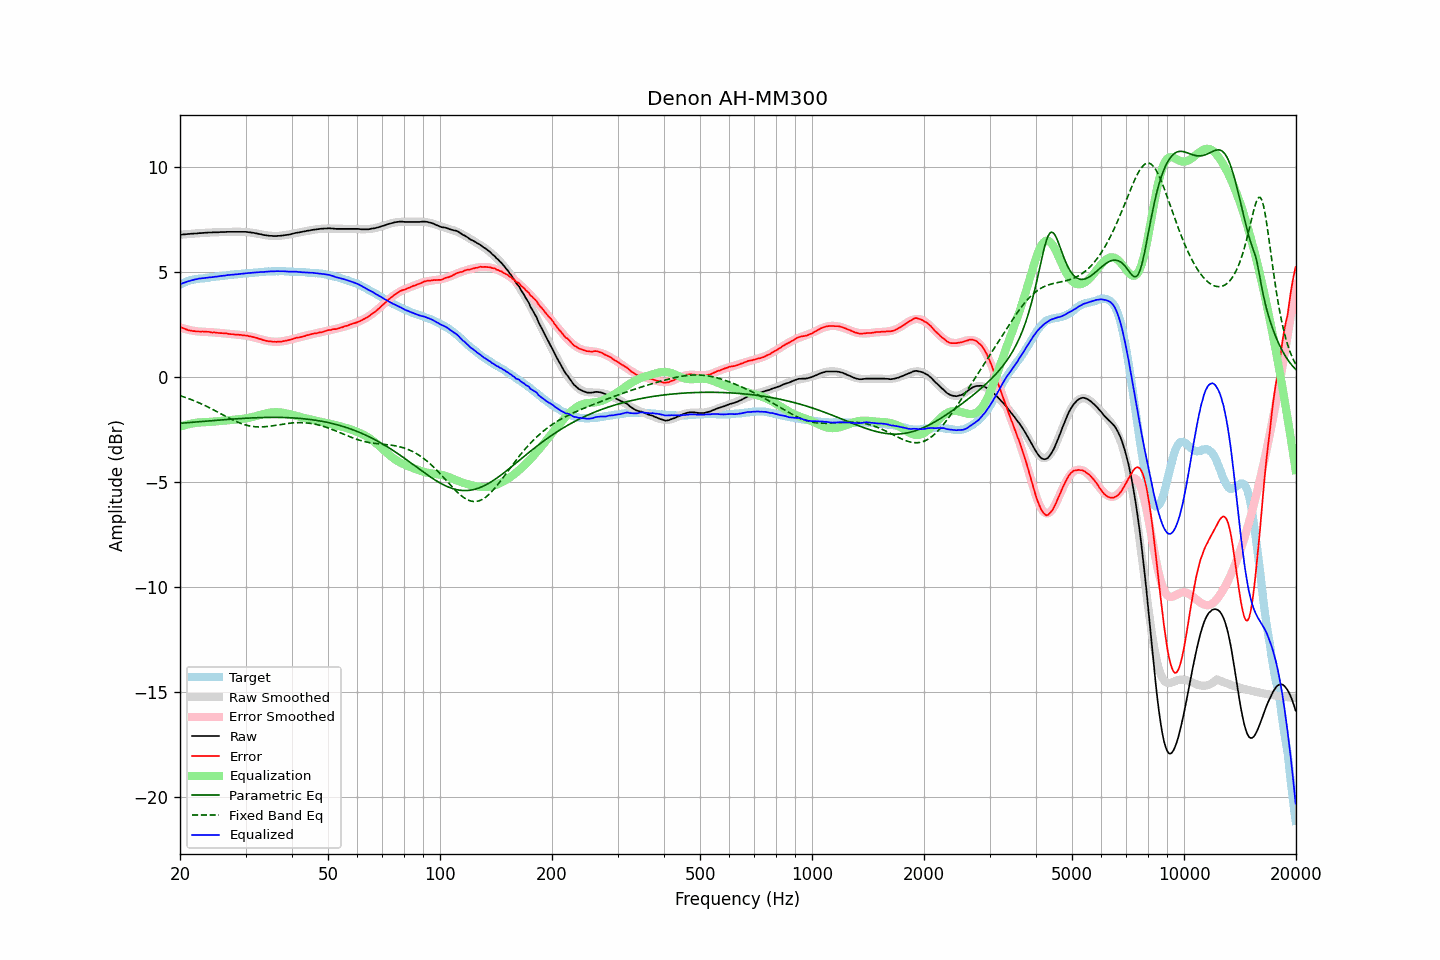 Denon AH-MM300
Amplitude (dBr)
10
5
0
−5
−10
−15
−20
Target
Raw Smoothed
Error Smoothed
Raw
Error
Equalization
Parametric Eq
Fixed Band Eq
Equalized
20 50 100 200 500 1000 2000 5000 10000 20000
Frequency (Hz)